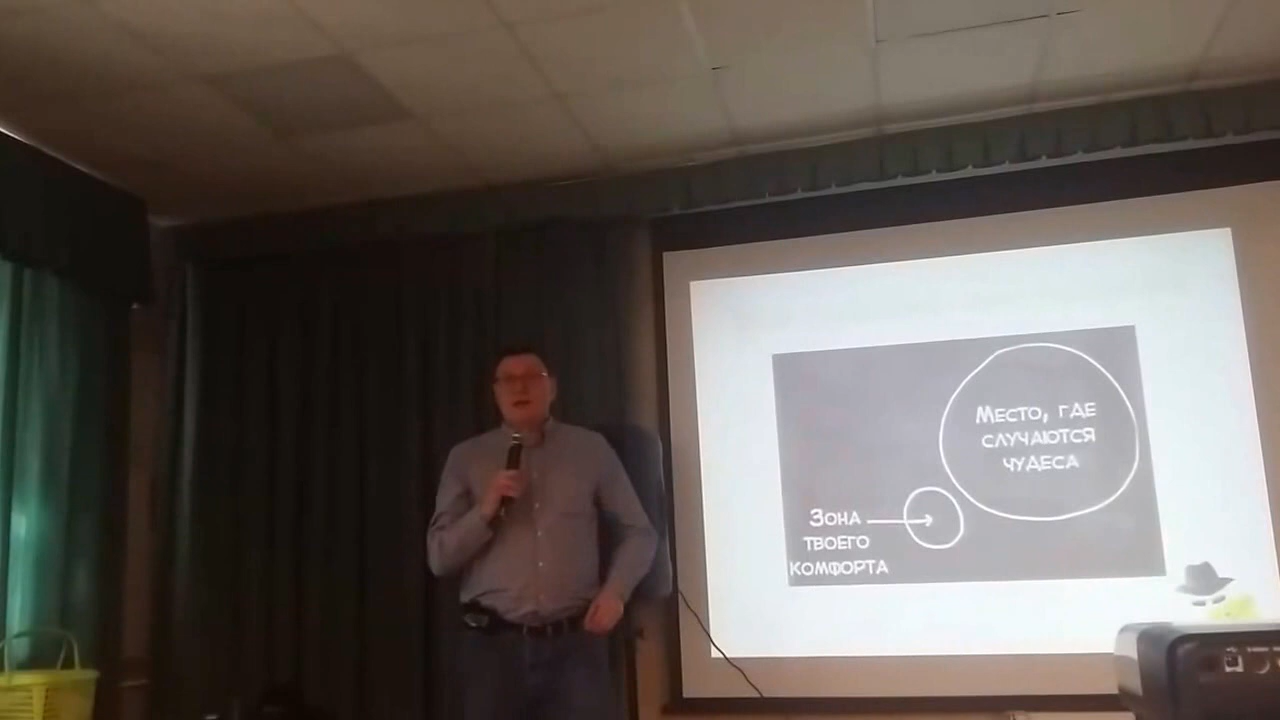 Место, где
случаются
чудеса
Зона
твоего
комфорта